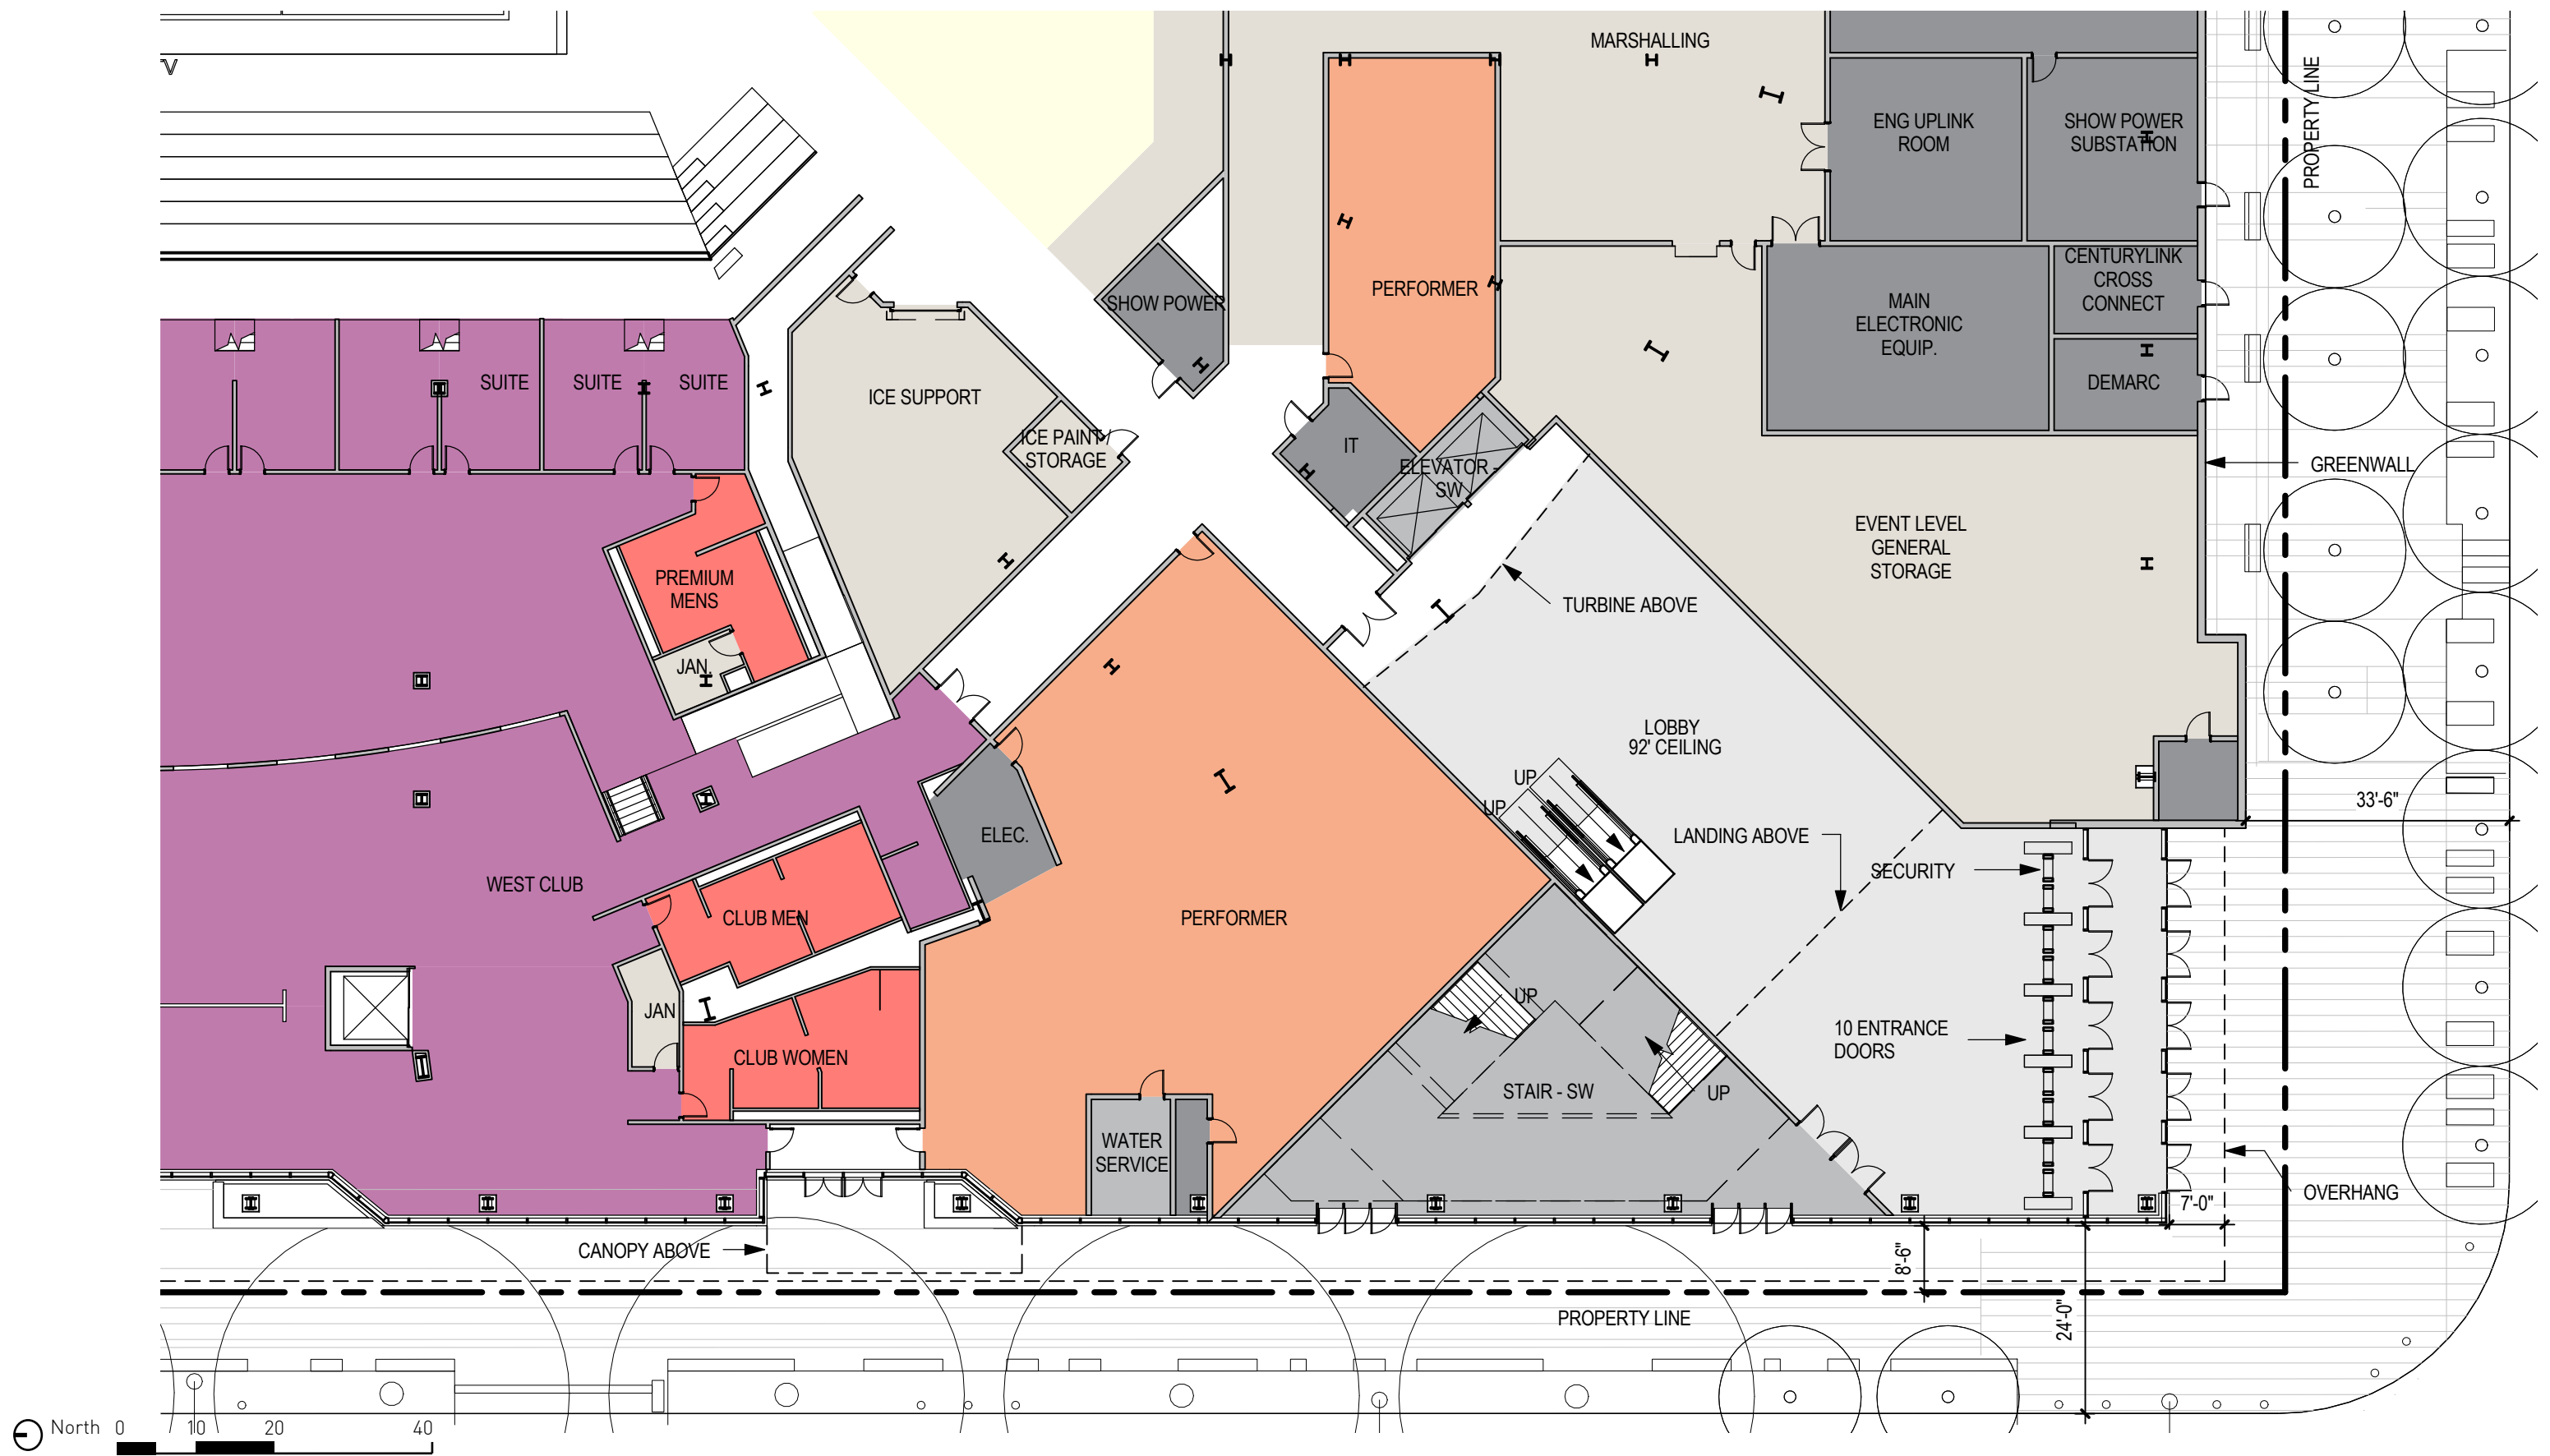 MARSHALLING
TV
ENG UPLINK
ROOM
SHOW POWER
SUBSTATION
PROPERTY LINE
CENTURYLINK
CROSS
CONNECT
SHOW POWER
PERFORMER
MAIN
ELECTRONIC
EQUIP.
DEMARC
SUITE
SUITE
SUITE
ICE SUPPORT
ICE PAINT/
STORAGE
IT
ELEVATOR -
SW
GREENWALL
EVENT LEVEL
GENERAL
STORAGE
PREMIUM
MENS
TURBINE ABOVE
JAN.
LOBBY
92' CEILING
UP
UP
33'-6"
ELEC.
LANDING ABOVE
SECURITY
WEST CLUB
CLUB MEN
PERFORMER
UP
JAN
10 ENTRANCE
DOORS
CLUB WOMEN
STAIR - SW
UP
WATER
SERVICE
OVERHANG
7'-0"
CANOPY ABOVE
8'-6"
PROPERTY LINE
24'-0"
North 0 10 20 40